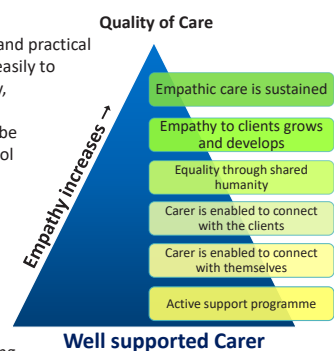 Quality of Care
and practical
easily to
be
Empathy increases →
Empathic care is sustained
Empathy to clients grows
and develops
Equality through shared
humanity
Carer is enabled to connect
with the clients
Carer is enabled to connect
with themselves
Active support programme
Well supported Carer